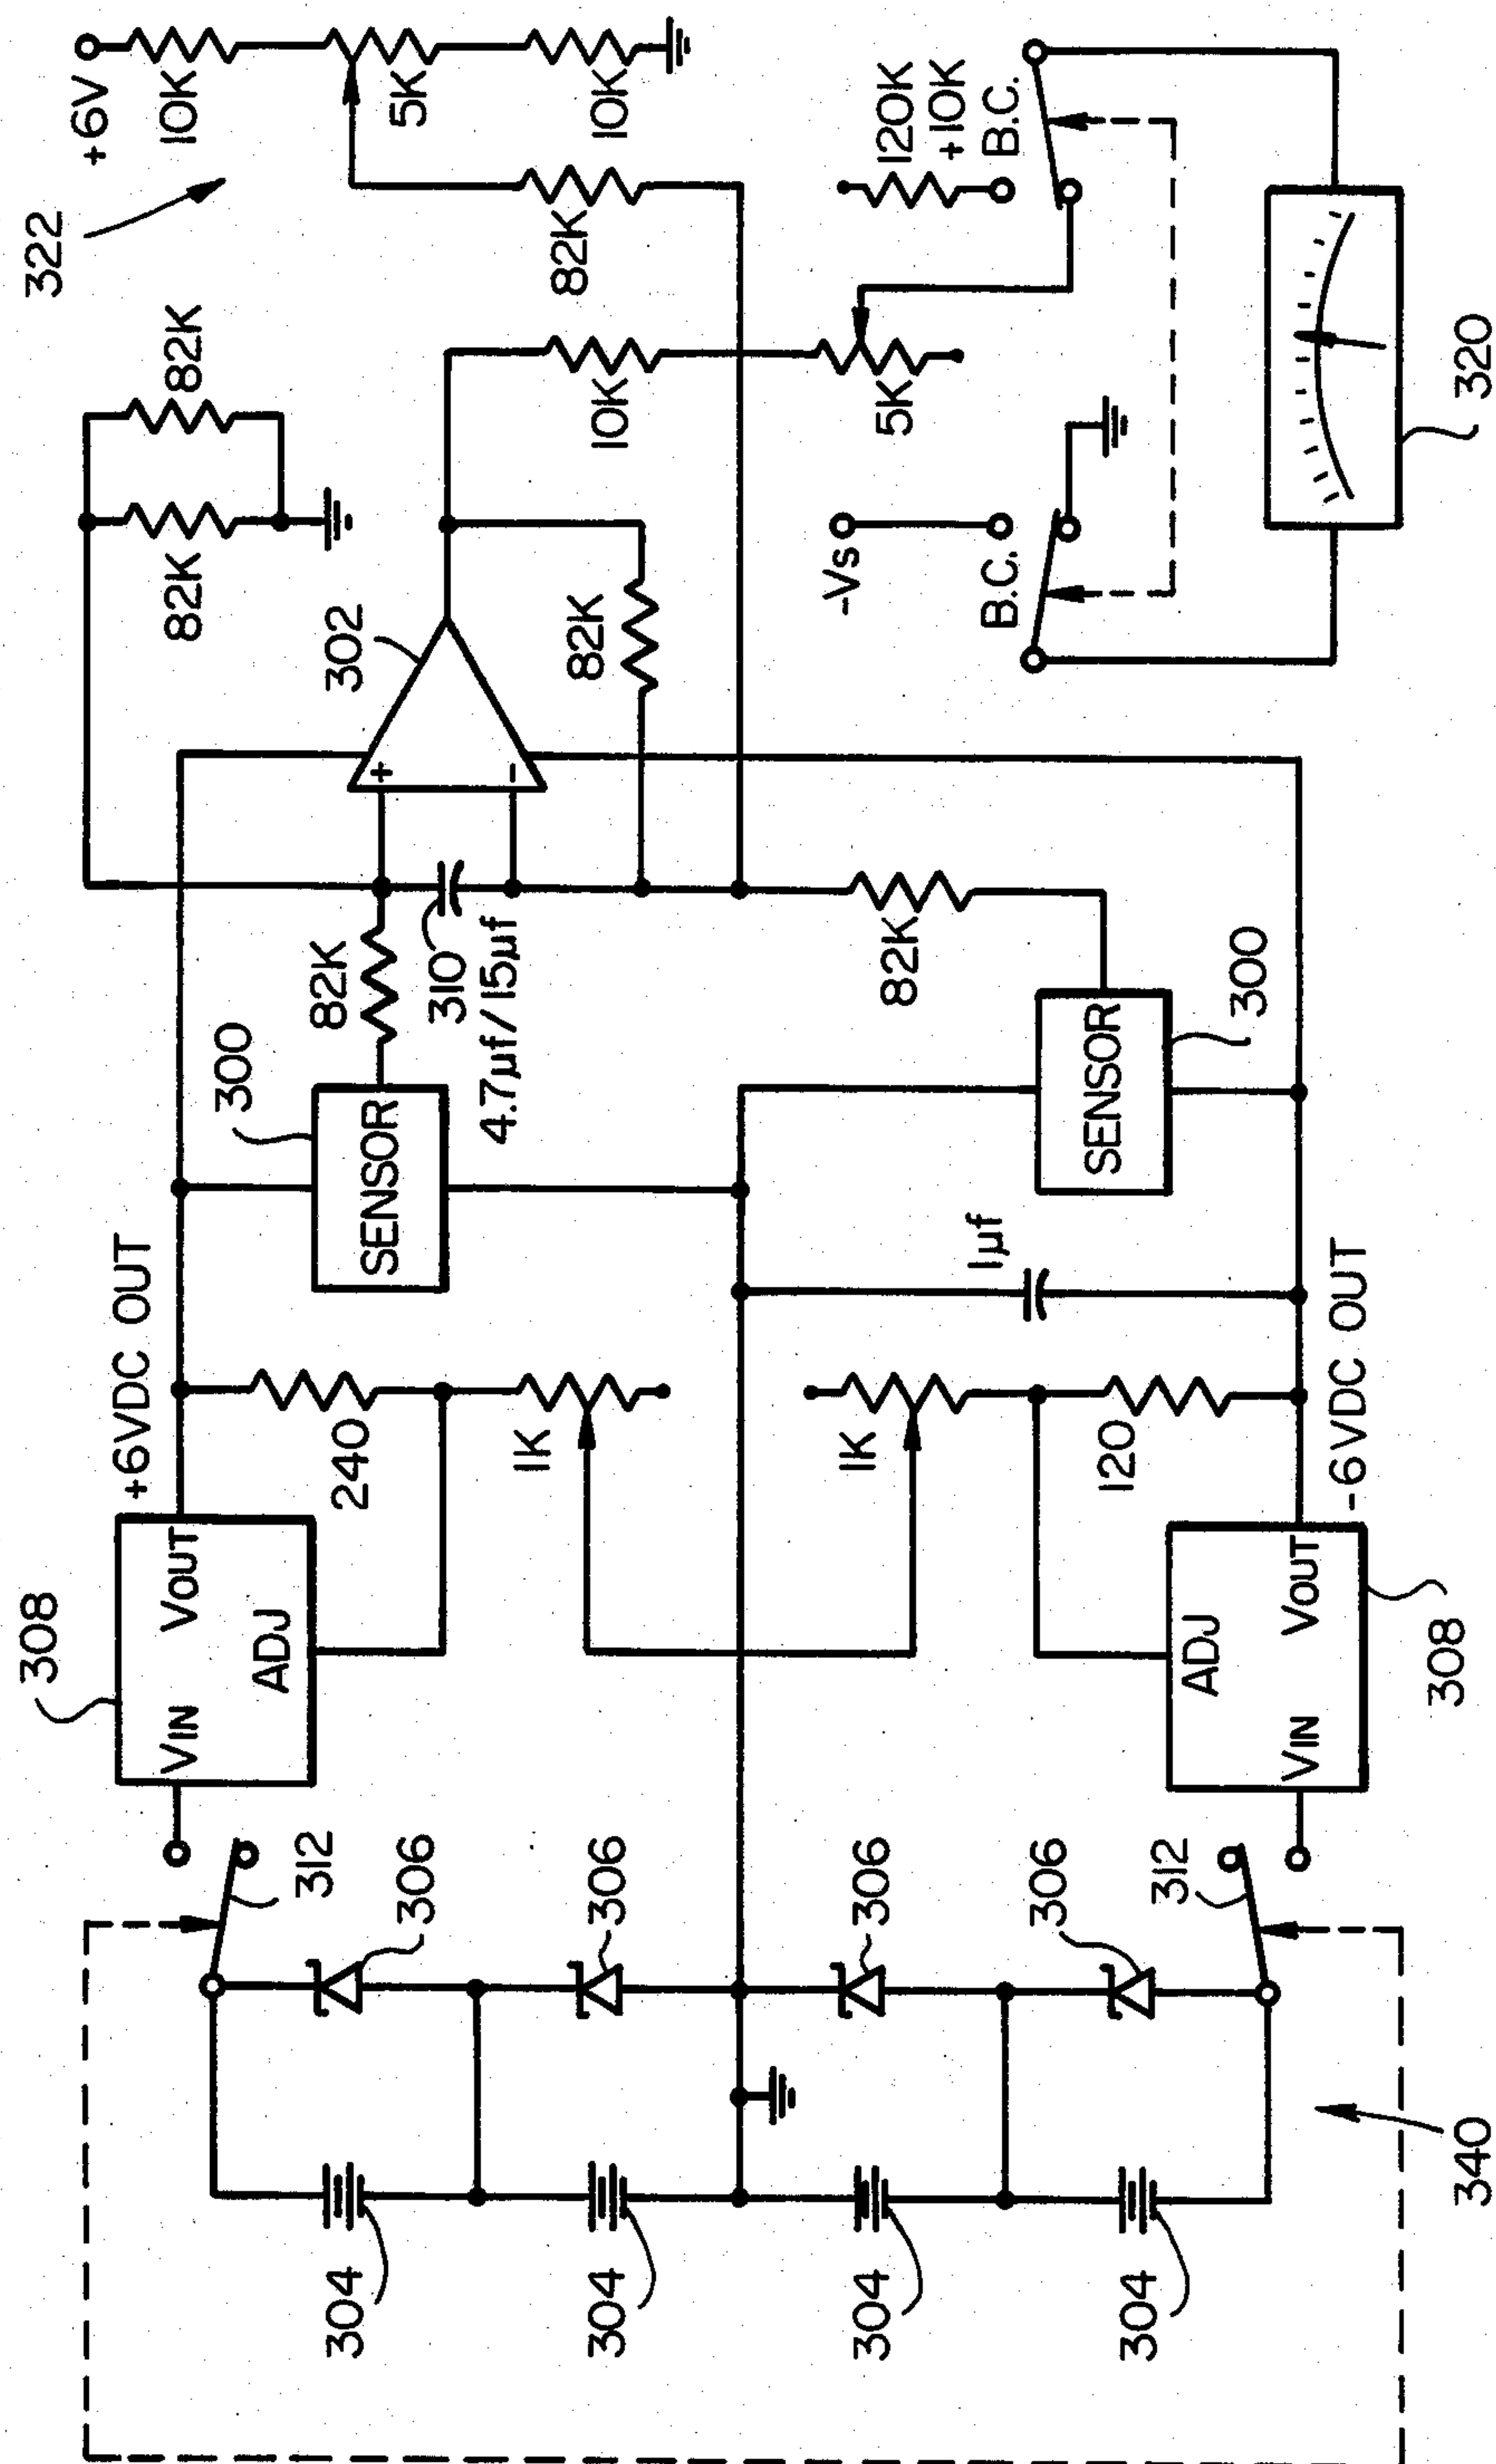 322
+6V
10K
5K
10K
82K
82K
82K
302
82K
10K
120K
+10K
B.C.
5K
-Vs
B.C.
320
+
-
82K
310
4.7µf/15µf
82K
300
SENSOR
300
SENSOR
1µf
+6VDC OUT
-6VDC OUT
240
1K
1K
120
308
VIN
VOUT
ADJ
308
VIN
VOUT
ADJ
312
306
306
306
306
312
304
304
304
304
340